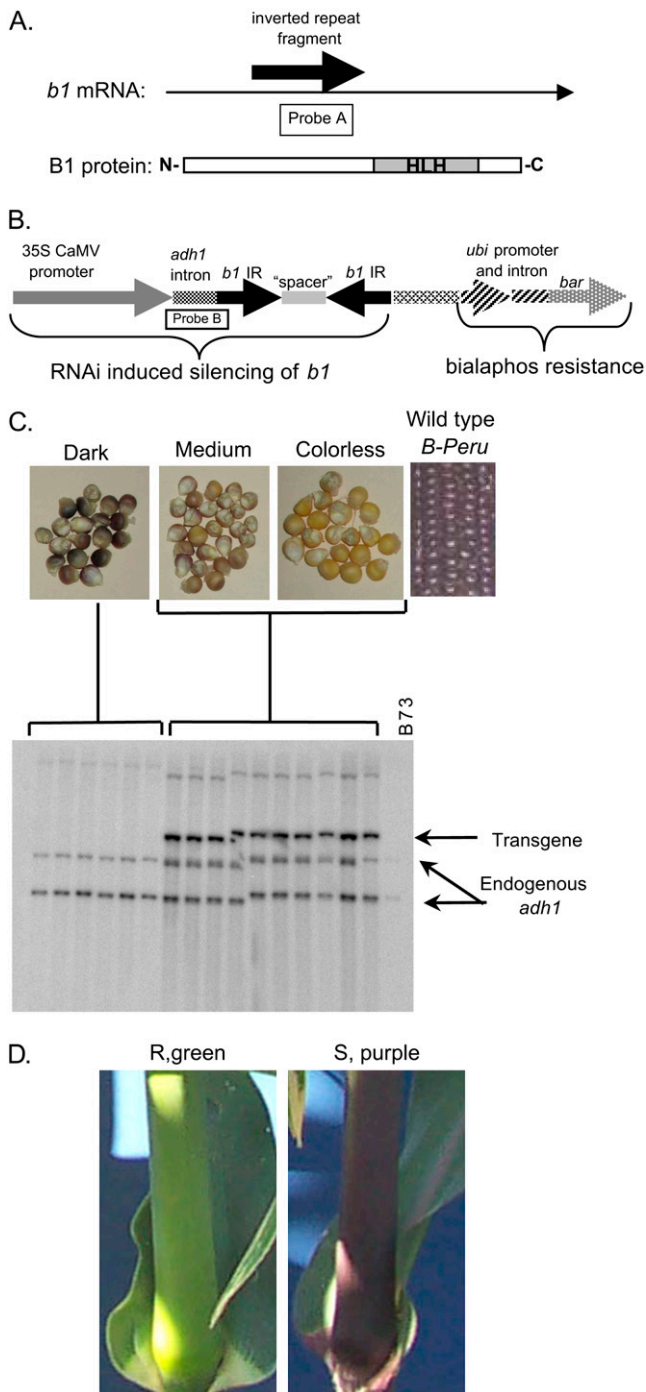 A.
inverted repeat
fragment
b1 mRNA:
Probe A
B1 protein: N-
HLH
-C
B.
35S CaMV
promoter
adh1
intron
b1 IR
"spacer"
b1 IR
ubi promoter
and intron
bar
Probe B
RNAi induced silencing of b1
bialaphos resistance
C.
Dark
Medium
Colorless
Wild type
B-Peru
B73
Transgene
Endogenous
adh1
D.
R,green
S, purple